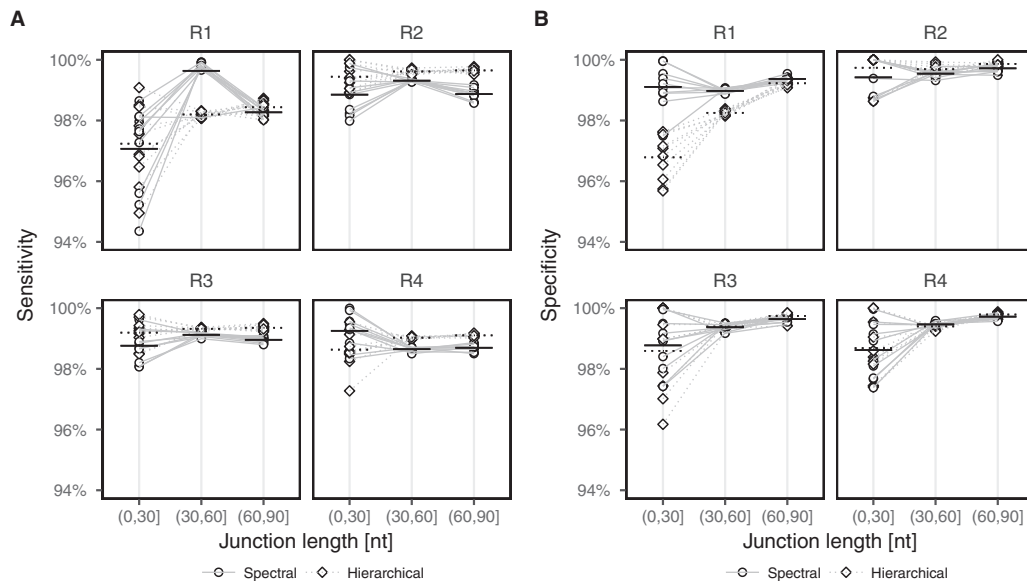 A
B
R1
R2
R1
R2
100%
98%
96%
94%
100%
98%
96%
94%
Sensitivity
Specificity
R3
R4
R3
R4
100%
98%
96%
94%
100%
98%
96%
94%
(0,30] (30,60] (60,90]
(0,30] (30,60] (60,90]
(0,30] (30,60] (60,90]
(0,30] (30,60] (60,90]
Junction length [nt]
Junction length [nt]
Spectral Hierarchical
Spectral Hierarchical